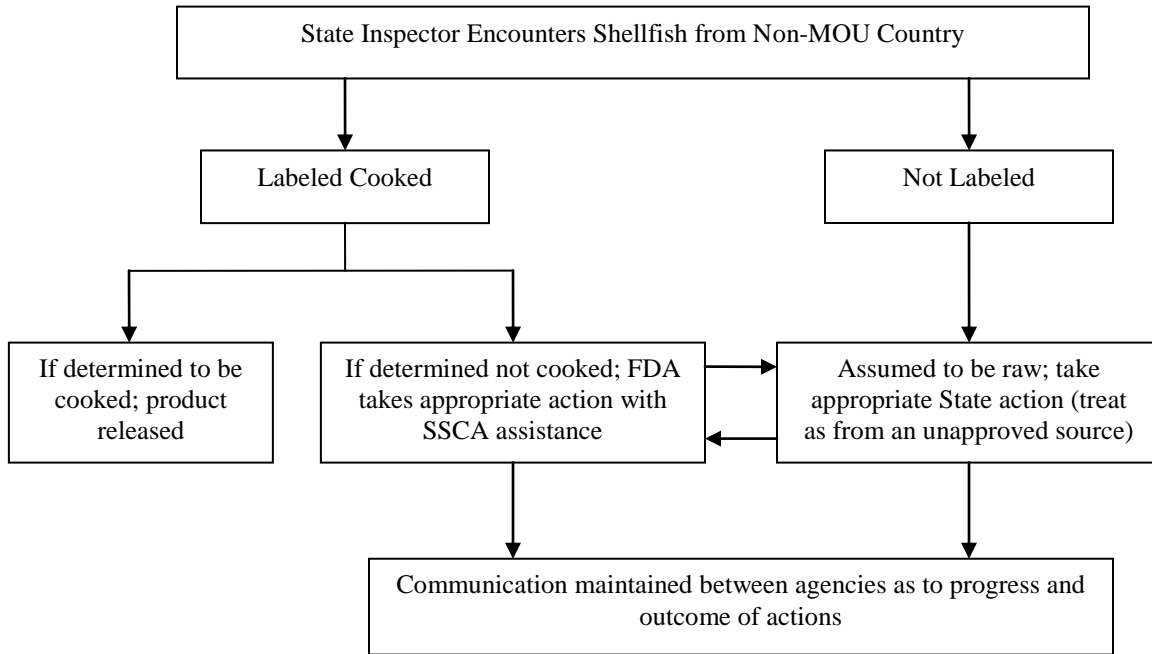 State Inspector Encounters Shellfish from Non-MOU Country
Labeled Cooked
Not Labeled
If determined to be
cooked; product
released
If determined not cooked; FDA
takes appropriate action with
SSCA assistance
Assumed to be raw; take
appropriate State action (treat
as from an unapproved source)
Communication maintained between agencies as to progress and
outcome of actions